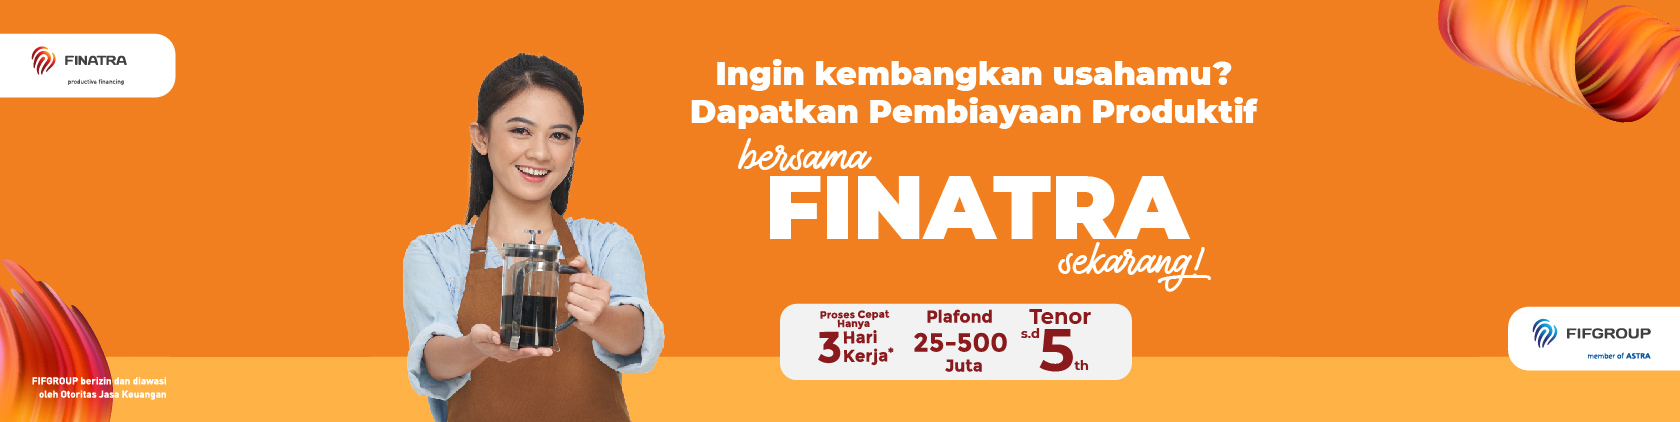 FINATRA
productive financing
Ingin kembangkan usahamu?
Dapatkan Pembiayaan Produktif
bersama
FINATRA
sekarang!
Proses Cepat
Hanya
3 Hari
Kerja*
Plafond
25-500
Juta
Tenor
s.d 5 th
FIFGROUP
member of ASTRA
FIFGROUP berizin dan diawasi
oleh Otoritas Jasa Keuangan